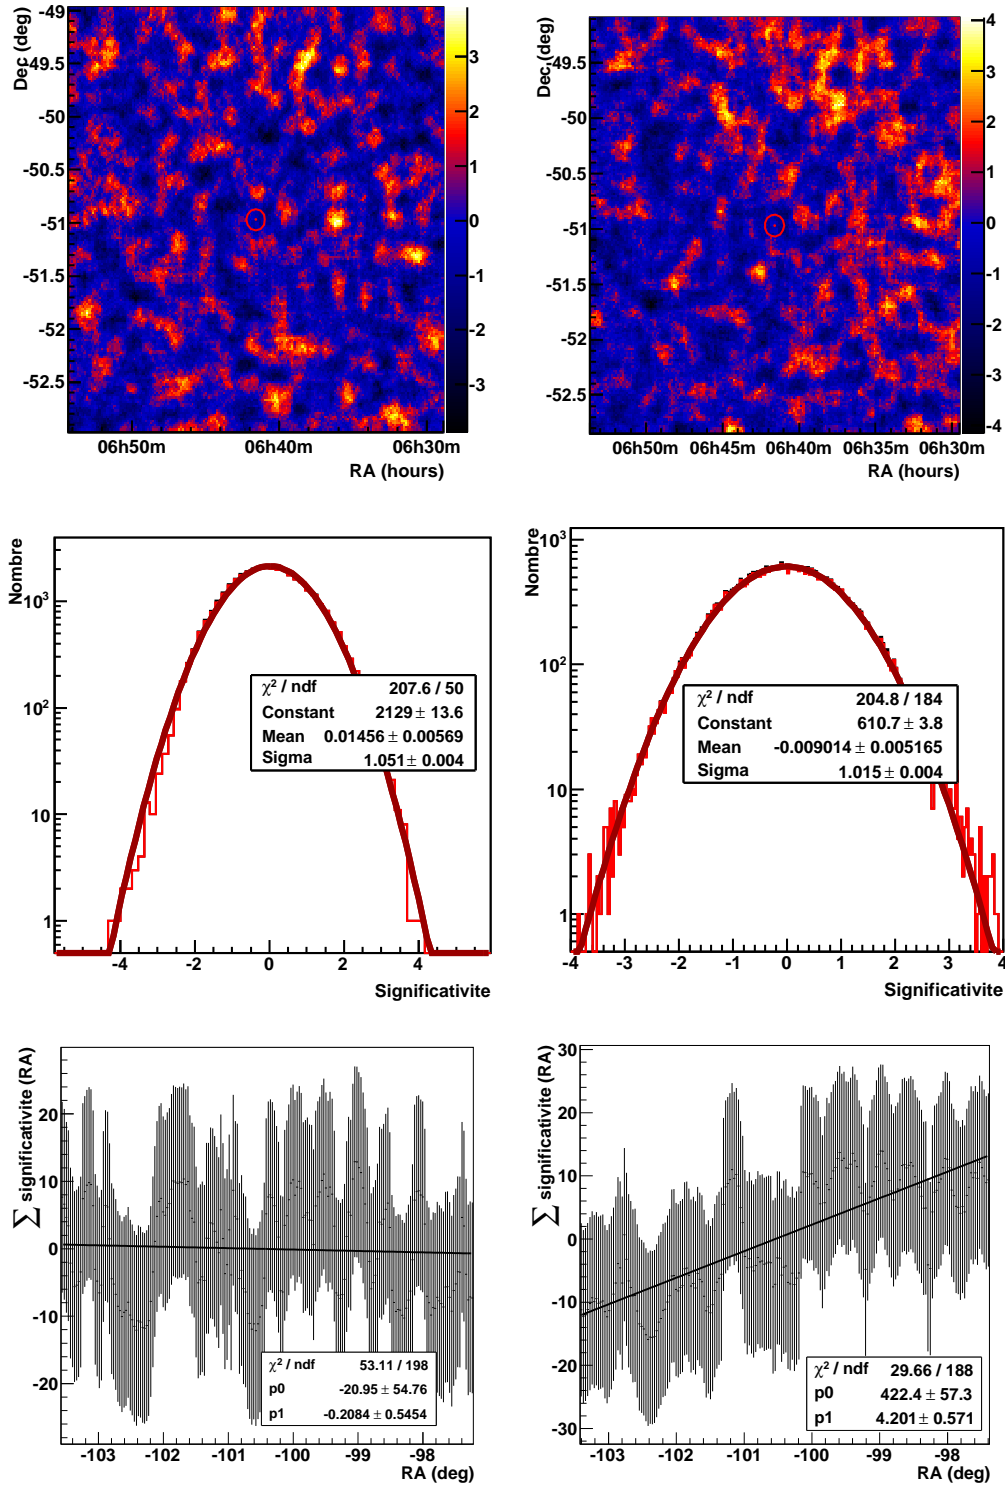 -49
-49.5
-50
-50.5
-51
-51.5
-52
-52.5
Dec (deg)
06h50m
06h40m
06h30m
RA (hours)
3
2
1
0
-1
-2
-3
-49.5
-50
-50.5
-51
-51.5
-52
-52.5
Dec (deg)
06h50m
06h45m
06h40m
06h35m
06h30m
RA (hours)
4
3
2
1
0
-1
-2
-3
-4
Nombre
10³
10²
10
1
-4
-2
0
2
4
Significativite
χ² / ndf 207.6 / 50
Constant 2129 ± 13.6
Mean 0.01456 ± 0.00569
Sigma 1.051 ± 0.004
Nombre
10³
10²
10
1
-4
-3
-2
-1
0
1
2
3
4
Significativite
χ² / ndf 204.8 / 184
Constant 610.7 ± 3.8
Mean -0.009014 ± 0.005165
Sigma 1.015 ± 0.004
∑ significativite (RA)
20
10
0
-10
-20
-103
-102
-101
-100
-99
-98
RA (deg)
χ² / ndf 53.11 / 198
p0 -20.95 ± 54.76
p1 -0.2084 ± 0.5454
∑ significativite (RA)
30
20
10
0
-10
-20
-30
-103
-102
-101
-100
-99
-98
RA (deg)
χ² / ndf 29.66 / 188
p0 422.4 ± 57.3
p1 4.201 ± 0.571